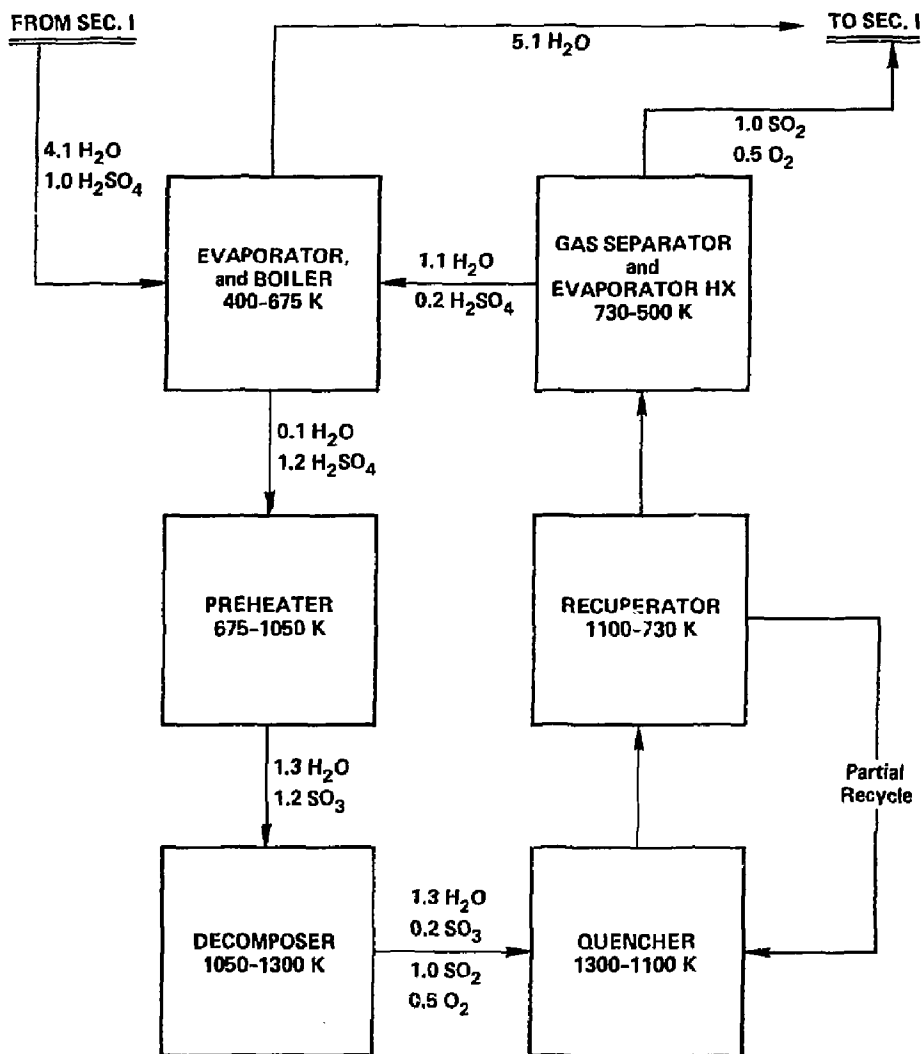 FROM SEC. I
TO SEC. I
5.1 H₂O
4.1 H₂O
1.0 H₂SO₄
1.0 SO₂
0.5 O₂
EVAPORATOR,
and BOILER
400-675 K
1.1 H₂O
0.2 H₂SO₄
GAS SEPARATOR
and
EVAPORATOR HX
730-500 K
0.1 H₂O
1.2 H₂SO₄
PREHEATER
675-1050 K
RECUPERATOR
1100-730 K
1.3 H₂O
1.2 SO₃
Partial
Recycle
DECOMPOSER
1050-1300 K
1.3 H₂O
0.2 SO₃
1.0 SO₂
0.5 O₂
QUENCHER
1300-1100 K